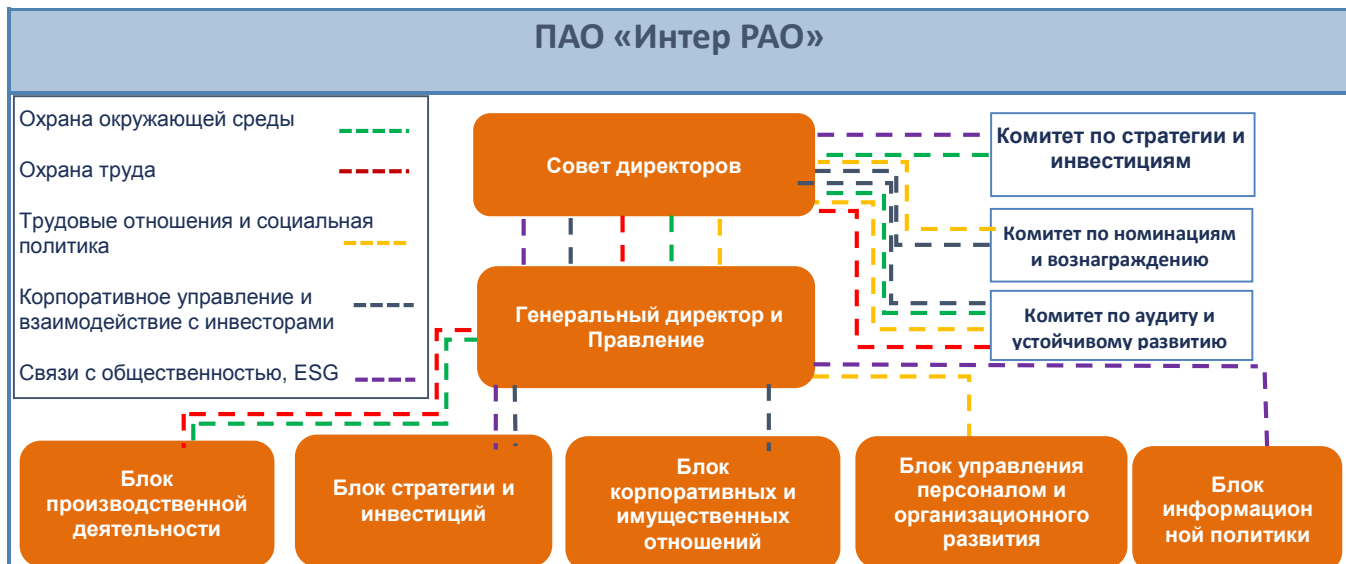 ПАО «Интер РАО»
Охрана окружающей среды
Охрана труда
Трудовые отношения и социальная
политика
Корпоративное управление и
взаимодействие с инвесторами
Связи с общественностью, ESG
Совет директоров
Комитет по стратегии и
инвестициям
Комитет по номинациям
и вознаграждению
Комитет по аудиту и
устойчивому развитию
Генеральный директор и
Правление
Блок
производственной
деятельности
Блок стратегии и
инвестиций
Блок
корпоративных и
имущественных
отношений
Блок управления
персоналом и
организационного
развития
Блок
информацион
ной политики